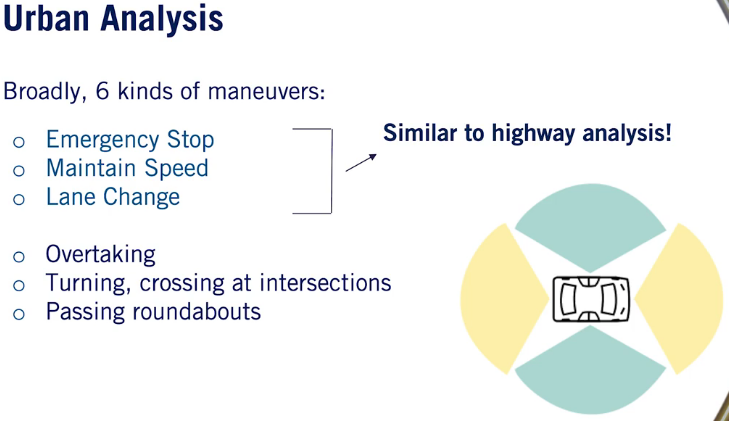 Urban Analysis
Broadly, 6 kinds of maneuvers:
o Emergency Stop
o Maintain Speed
o Lane Change
Similar to highway analysis!
o Overtaking
o Turning, crossing at intersections
o Passing roundabouts